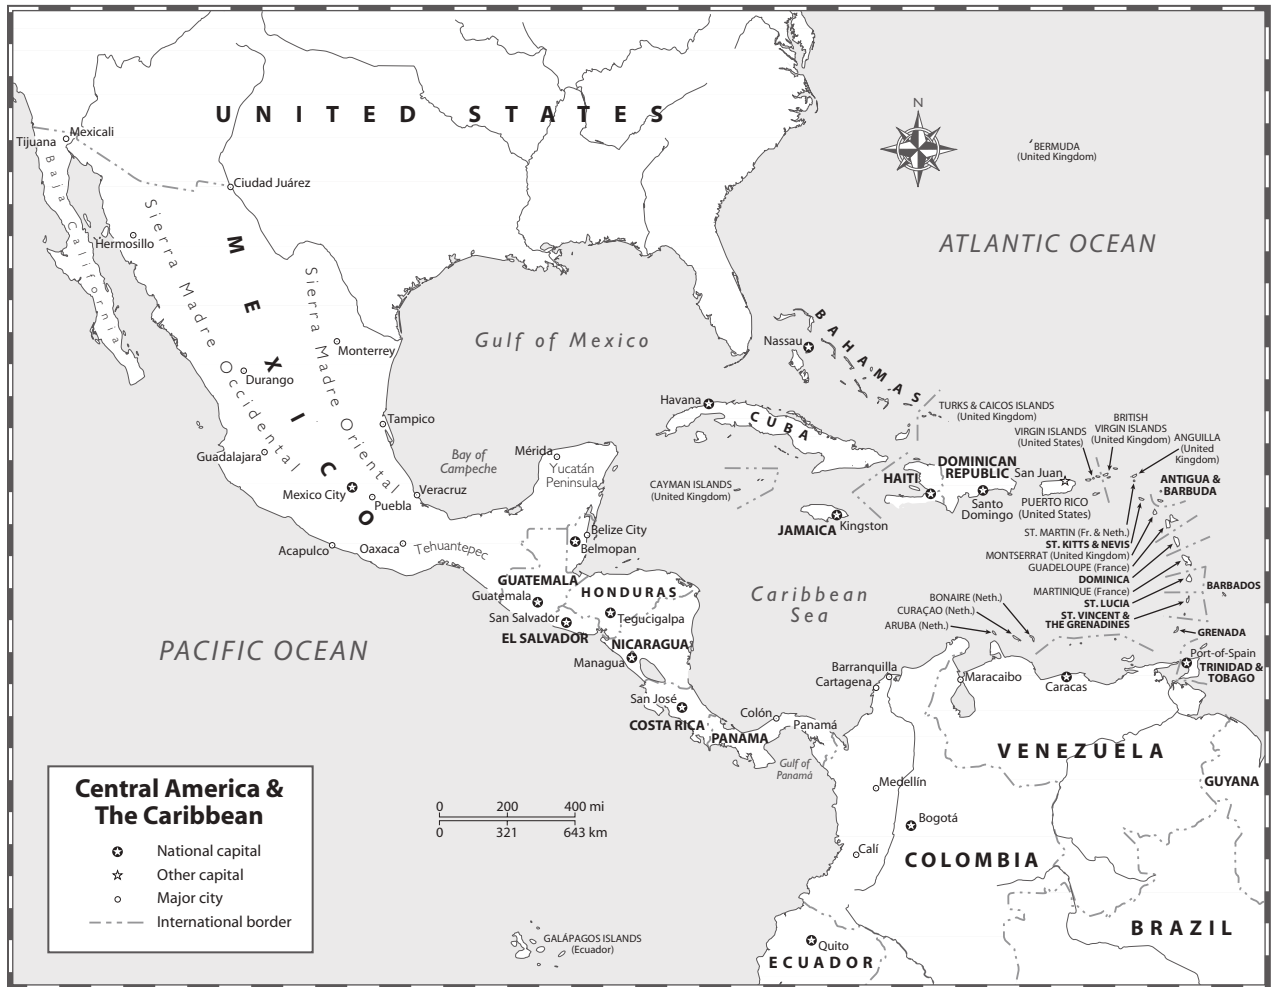 UNITED STATES
N
BERMUDA
(United Kingdom)
Tijuana
Mexicali
Ciudad Juárez
Baja California
Hermosillo
Sierra Madre Occidental
MEXICO
Sierra Madre Oriental
ATLANTIC OCEAN
Gulf of Mexico
Monterrey
Durango
Tampico
Guadalajara
Mexico City
Puebla
Veracruz
Acapulco
Oaxaca
Tehuantepec
Bay of
Campeche
Mérida
Yucatán
Peninsula
Nassau
BAHAMAS
Havana
CUBA
TURKS & CAICOS ISLANDS
(United Kingdom)
CAYMAN ISLANDS
(United Kingdom)
JAMAICA
Kingston
HAITI
DOMINICAN
REPUBLIC
Santo
Domingo
San Juan
PUERTO RICO
(United States)
VIRGIN ISLANDS
(United States)
BRITISH
VIRGIN ISLANDS
(United Kingdom)
ANGUILLA
(United
Kingdom)
ANTIGUA &
BARBUDA
ST. MARTIN (Fr. & Neth.)
ST. KITTS & NEVIS
MONTSERRAT (United Kingdom)
GUADELOUPE (France)
DOMINICA
MARTINIQUE (France)
ST. LUCIA
ST. VINCENT &
THE GRENADINES
BARBADOS
GRENADA
Port-of-Spain
TRINIDAD &
TOBAGO
BONAIRE (Neth.)
CURAÇAO (Neth.)
ARUBA (Neth.)
Caribbean
Sea
Belize City
Belmopan
GUATEMALA
Guatemala
HONDURAS
Tegucigalpa
San Salvador
EL SALVADOR
NICARAGUA
Managua
San José
COSTA RICA
PANAMA
Colón
Panamá
Gulf of
Panamá
PACIFIC OCEAN
Barranquilla
Cartagena
Maracaibo
Caracas
VENEZUELA
GUYANA
Medellín
Bogotá
Calí
COLOMBIA
BRAZIL
Quito
ECUADOR
GALÁPAGOS ISLANDS
(Ecuador)
0 200 400 mi
0 321 643 km
Central America &
The Caribbean
National capital
Other capital
Major city
International border